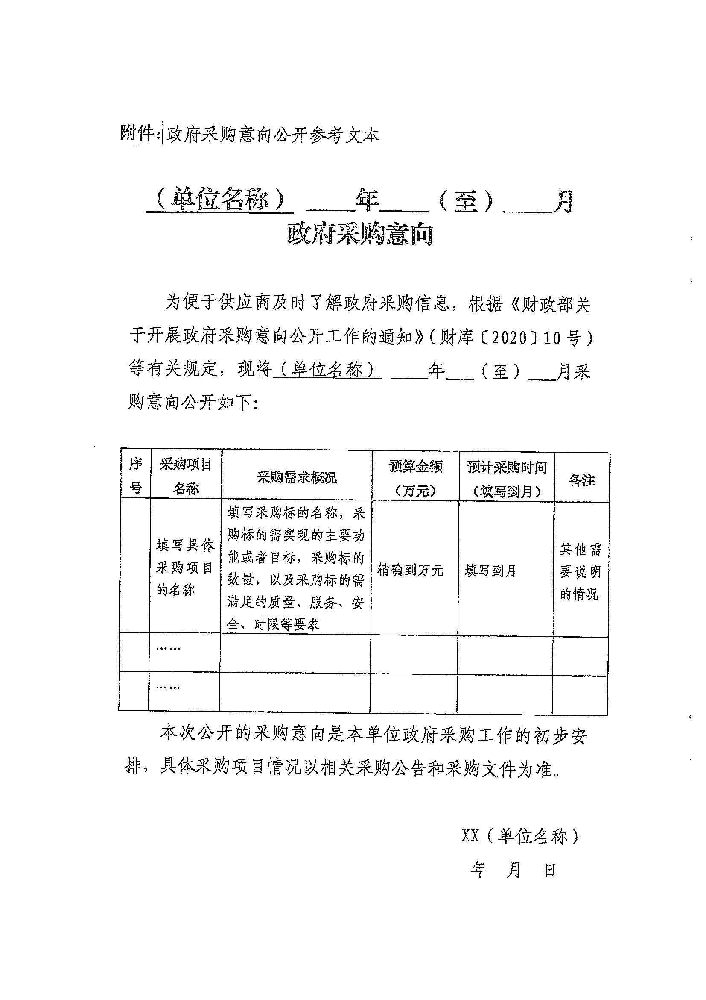 附件：政府采购意向公开参考文本
（单位名称） ____年____（至）____月
政府采购意向
为便于供应商及时了解政府采购信息，根据《财政部关
于开展政府采购意向公开工作的通知》（财库〔2020〕10号）
等有关规定，现将（单位名称） ____年___（至）___月采
购意向公开如下：
序号 采购项目名称 采购需求概况 预算金额（万元） 预计采购时间（填写到月） 备注
填写具体
采购项目
的名称
填写采购标的名称，采
购标的需实现的主要功
能或者目标，采购标的
数量，以及采购标的需
满足的质量、服务、安
全、时限等要求
精确到万元
填写到月
其他需
要说明
的情况
……
……
本次公开的采购意向是本单位政府采购工作的初步安
排，具体采购项目情况以相关采购公告和采购文件为准。
XX（单位名称）
年 月 日